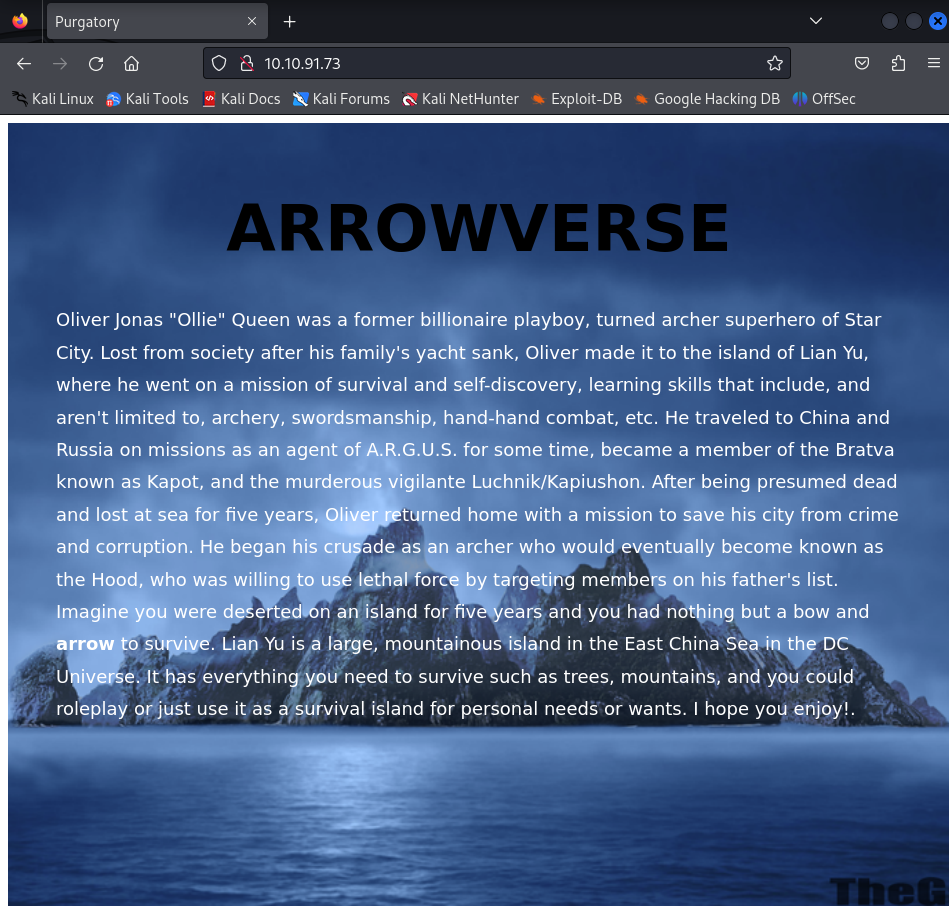 Purgatory
10.10.91.73
Kali Linux Kali Tools Kali Docs Kali Forums Kali NetHunter Exploit-DB Google Hacking DB OffSec
ARROWVERSE
Oliver Jonas "Ollie" Queen was a former billionaire playboy, turned archer superhero of Star
City. Lost from society after his family's yacht sank, Oliver made it to the island of Lian Yu,
where he went on a mission of survival and self-discovery, learning skills that include, and
aren't limited to, archery, swordsmanship, hand-hand combat, etc. He traveled to China and
Russia on missions as an agent of A.R.G.U.S. for some time, became a member of the Bratva
known as Kapot, and the murderous vigilante Luchnik/Kapiushon. After being presumed dead
and lost at sea for five years, Oliver returned home with a mission to save his city from crime
and corruption. He began his crusade as an archer who would eventually become known as
the Hood, who was willing to use lethal force by targeting members on his father's list.
Imagine you were deserted on an island for five years and you had nothing but a bow and
arrow to survive. Lian Yu is a large, mountainous island in the East China Sea in the DC
Universe. It has everything you need to survive such as trees, mountains, and you could
roleplay or just use it as a survival island for personal needs or wants. I hope you enjoy!.
TheG